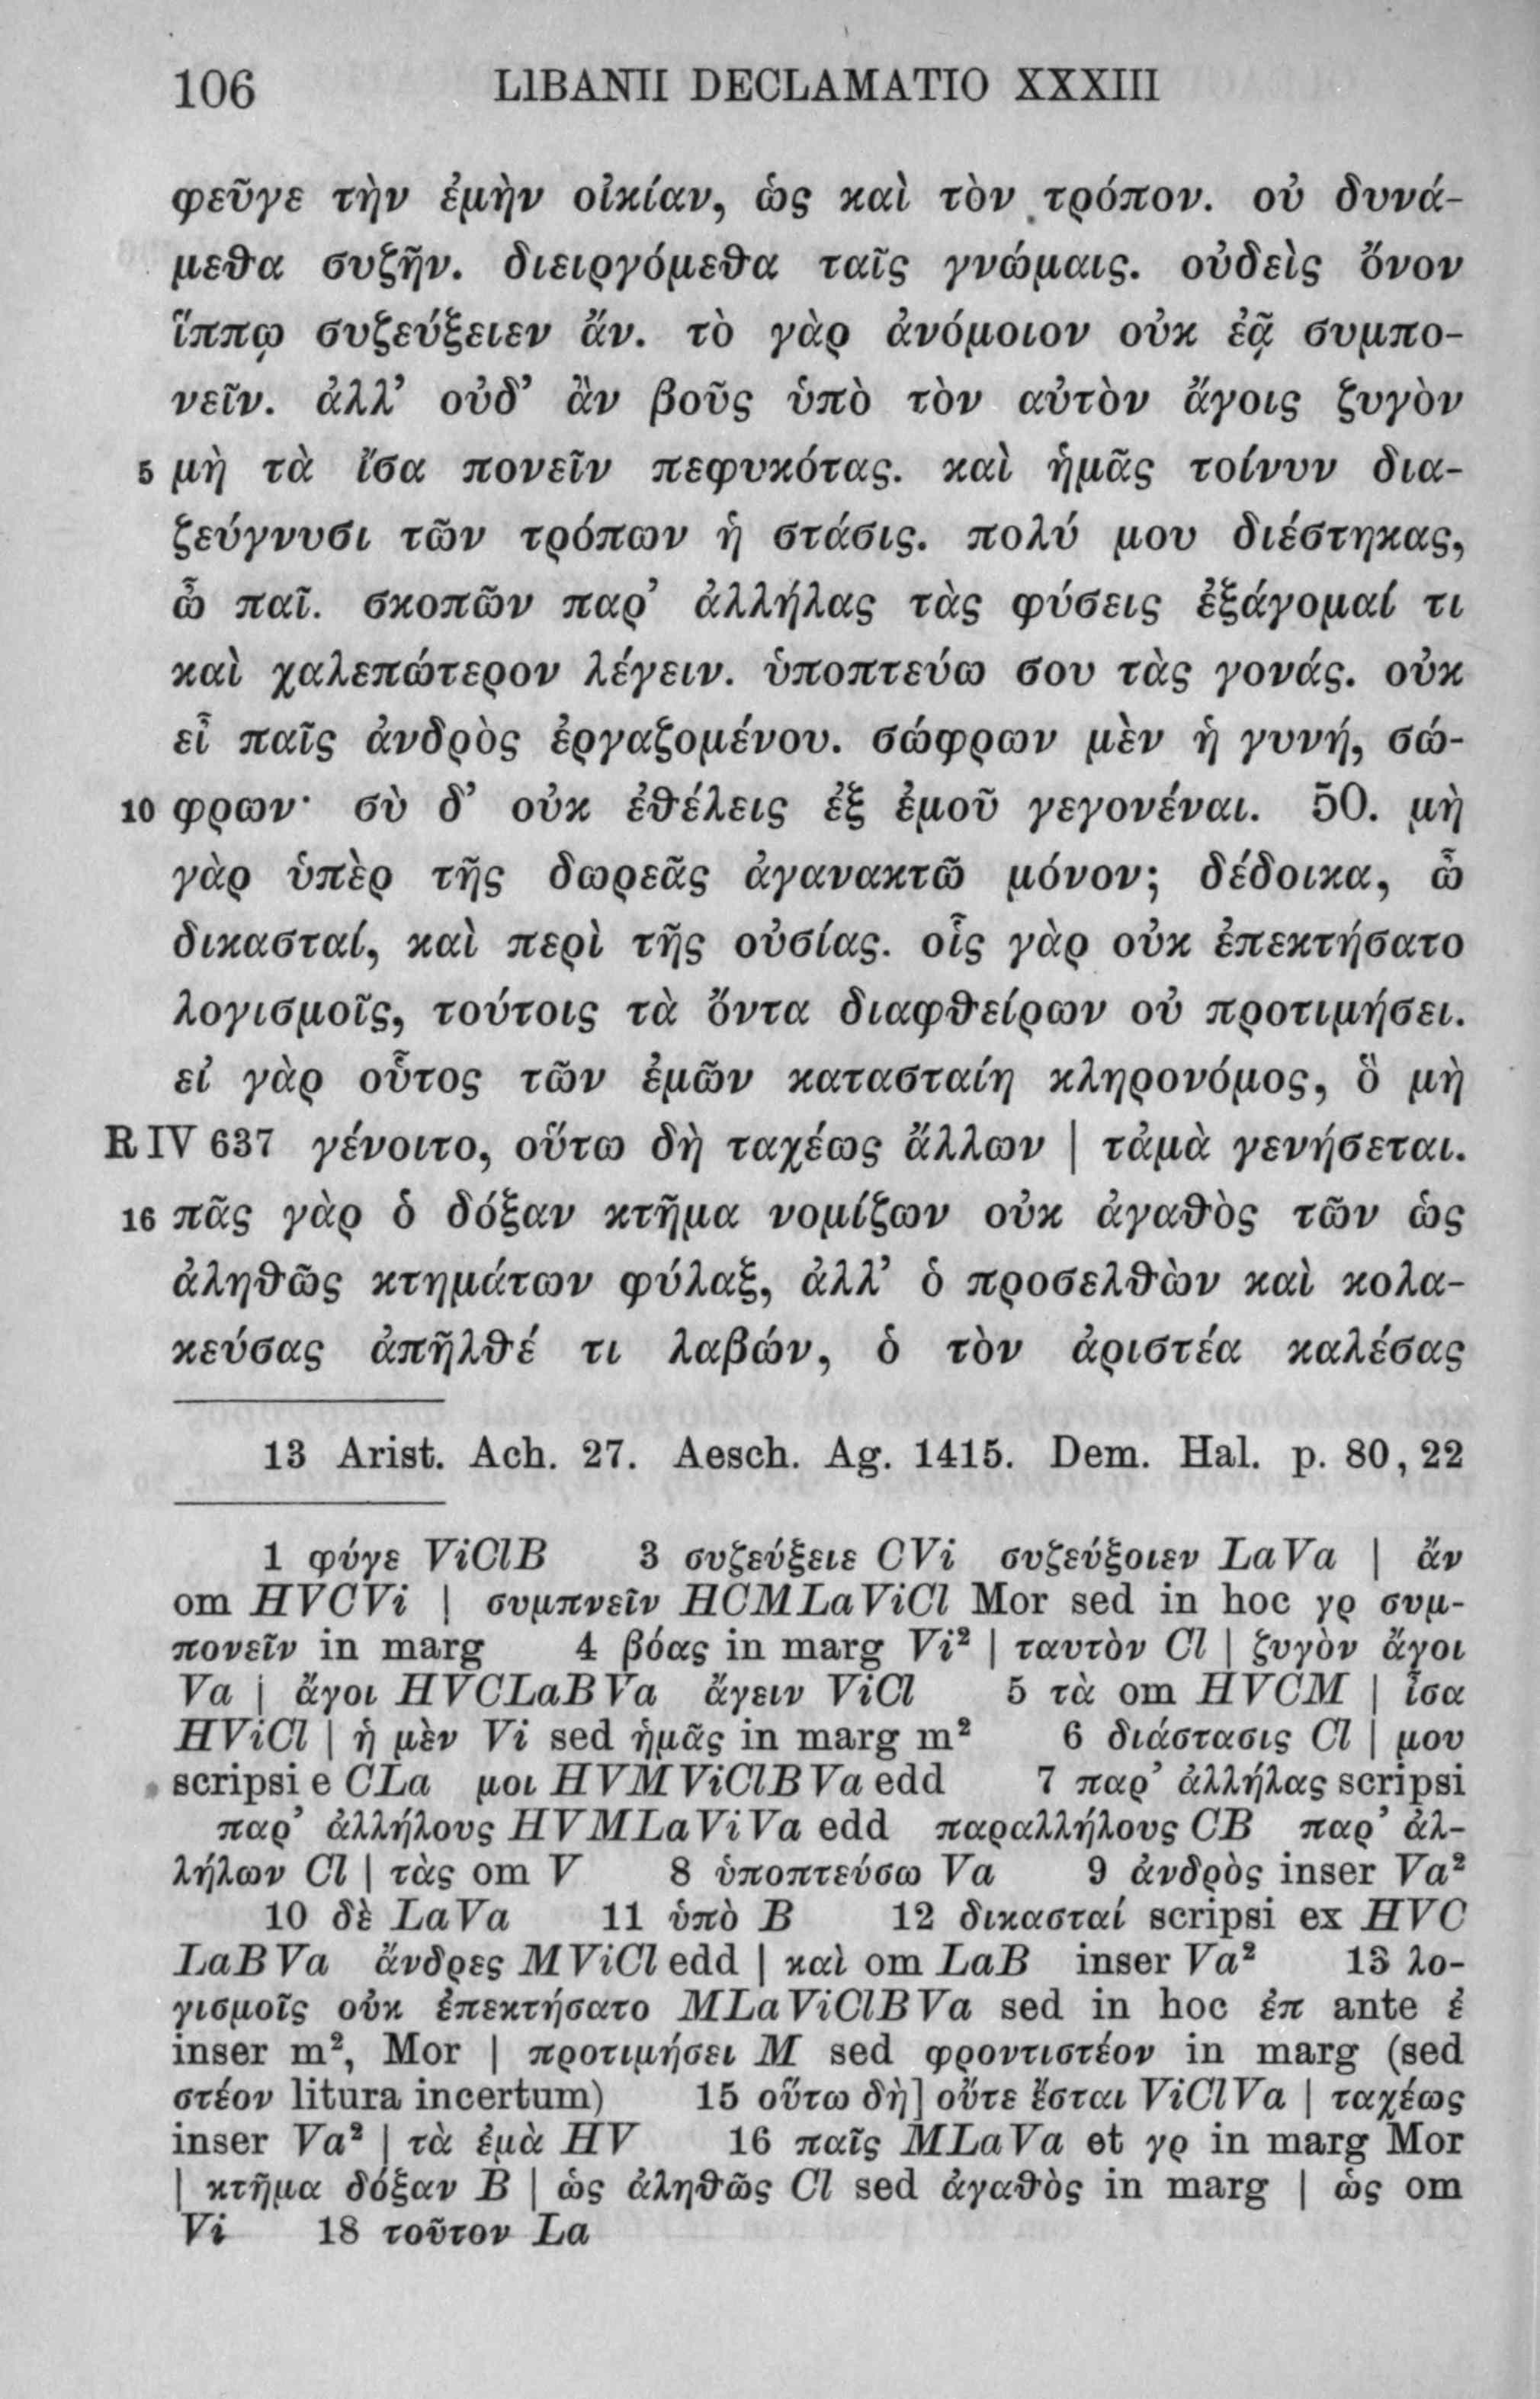 106 LIBANII DECLAMATIO XXXIII
φεῦγε τὴν ἐμὴν οἰκίαν, ὡς καὶ τὸν τρόπον. οὐ δυνά-
μεθα συζῆν. διειργόμεθα ταῖς γνώμαις. οὐδεὶς ὄνον
ἵππῳ συζεύξειεν ἄν. τὸ γὰρ ἀνόμοιον οὐκ ἐᾷ συμπο-
νεῖν. ἀλλ’ οὐδ’ ἂν βοῦς ὑπὸ τὸν αὐτὸν ἄγοις ζυγὸν
5 μὴ τὰ ἴσα πονεῖν πεφυκότας. καὶ ἡμᾶς τοίνυν δια-
ζεύγνυσι τῶν τρόπων ἡ στάσις. πολύ μου διέστηκας,
ὦ παῖ. σκοπῶν παρ’ ἀλλήλας τὰς φύσεις ἐξάγομαί τι
καὶ χαλεπώτερον λέγειν. ὑποπτεύω σου τὰς γονάς. οὐκ
εἶ παῖς ἀνδρὸς ἐργαζομένου. σώφρων μὲν ἡ γυνή, σώ-
10 φρων· σὺ δ’ οὐκ ἐθέλεις ἐξ ἐμοῦ γεγονέναι. 50. μὴ
γὰρ ὑπὲρ τῆς δωρεᾶς ἀγανακτῶ μόνον; δέδοικα, ὦ
δικασταί, καὶ περὶ τῆς οὐσίας. οἷς γὰρ οὐκ ἐπεκτήσατο
λογισμοῖς, τούτοις τὰ ὄντα διαφθείρων οὐ προτιμήσει.
εἰ γὰρ οὗτος τῶν ἐμῶν κατασταίη κληρονόμος, ὃ μὴ
R IV 637 γένοιτο, οὕτω δὴ ταχέως ἄλλων | τἀμὰ γενήσεται.
16 πᾶς γὰρ ὁ δόξαν κτῆμα νομίζων οὐκ ἀγαθὸς τῶν ὡς
ἀληθῶς κτημάτων φύλαξ, ἀλλ’ ὁ προσελθὼν καὶ κολα-
κεύσας ἀπῆλθέ τι λαβών, ὁ τὸν ἀριστέα καλέσας
13 Arist. Ach. 27. Aesch. Ag. 1415. Dem. Hal. p. 80, 22
1 φύγε ViClB 3 συζεύξειε CVi συζεύξοιεν LaVa | ἄν
om HVCVi | συμπνεῖν HCMLaViCl Mor sed in hoc γρ συμ-
πονεῖν in marg 4 βόας in marg Vi² | ταυτὸν Cl | ζυγὸν ἄγοι
Va | ἄγοι HVCLaBVa ἄγειν ViCl 5 τὰ om HVCM | ἶσα
HViCl | ἡ μὲν Vi sed ἡμᾶς in marg m² 6 διάστασις Cl | μου
scripsi e CLa μοι HVMViClBVa edd 7 παρ’ ἀλλήλας scripsi
παρ’ ἀλλήλους HVMLaViVa edd παραλλήλους CB παρ’ ἀλ-
λήλων Cl | τὰς om V 8 ὑποπτεύσω Va 9 ἀνδρὸς inser Va²
10 δὲ LaVa 11 ὑπὸ B 12 δικασταί scripsi ex HVC
LaBVa ἄνδρες MViCl edd | καὶ om LaB inser Va² 13 λο-
γισμοῖς οὐκ ἐπεκτήσατο MLaViClBVa sed in hoc ἐπ ante ἐ
inser m², Mor | προτιμήσει M sed φροντιστέον in marg (sed
στέον litura incertum) 15 οὕτω δὴ] οὔτε ἔσται ViClVa | ταχέως
inser Va² | τὰ ἐμὰ HV 16 παῖς MLaVa et γρ in marg Mor
| κτῆμα δόξαν B | ὡς ἀληθῶς Cl sed ἀγαθὸς in marg | ὡς om
Vi 18 τοῦτον La